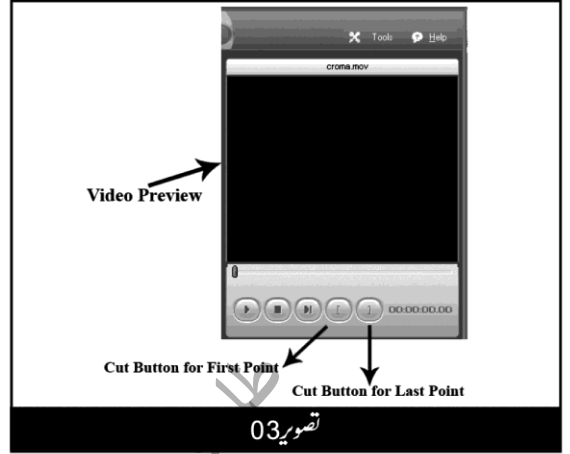 Tools Help
croma.mov
Video Preview
00:00:00.00
Cut Button for First Point
Cut Button for Last Point
تصویر03